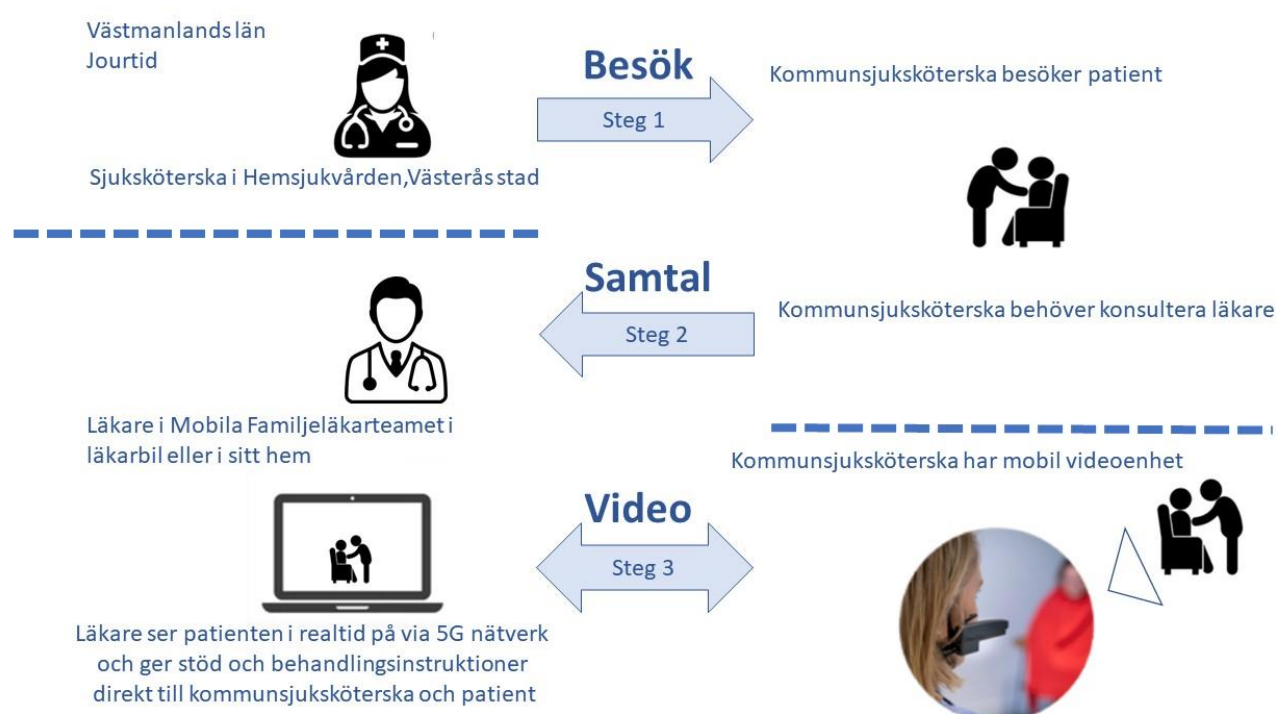 Västmanlands län
Jourtid
Sjuksköterska i Hemsjukvården,Västerås stad
Besök
Steg 1
Kommunsjuksköterska besöker patient
Samtal
Steg 2
Kommunsjuksköterska behöver konsultera läkare
Läkare i Mobila Familjeläkarteamet i
läkarbil eller i sitt hem
Kommunsjuksköterska har mobil videoenhet
Video
Steg 3
Läkare ser patienten i realtid på via 5G nätverk
och ger stöd och behandlingsinstruktioner
direkt till kommunsjuksköterska och patient